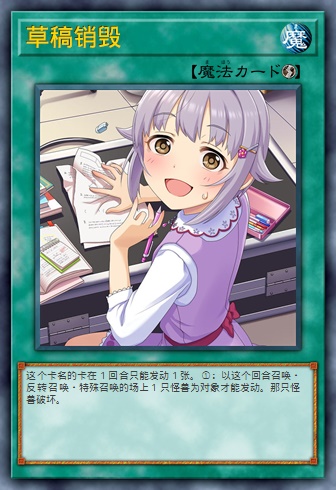 草稿销毁
魔
【魔法カード】
这个卡名的卡在１回合只能发动１张。①：以这个回合召唤・
反转召唤・特殊召唤的场上１只怪兽为对象才能发动。那只怪
兽破坏。